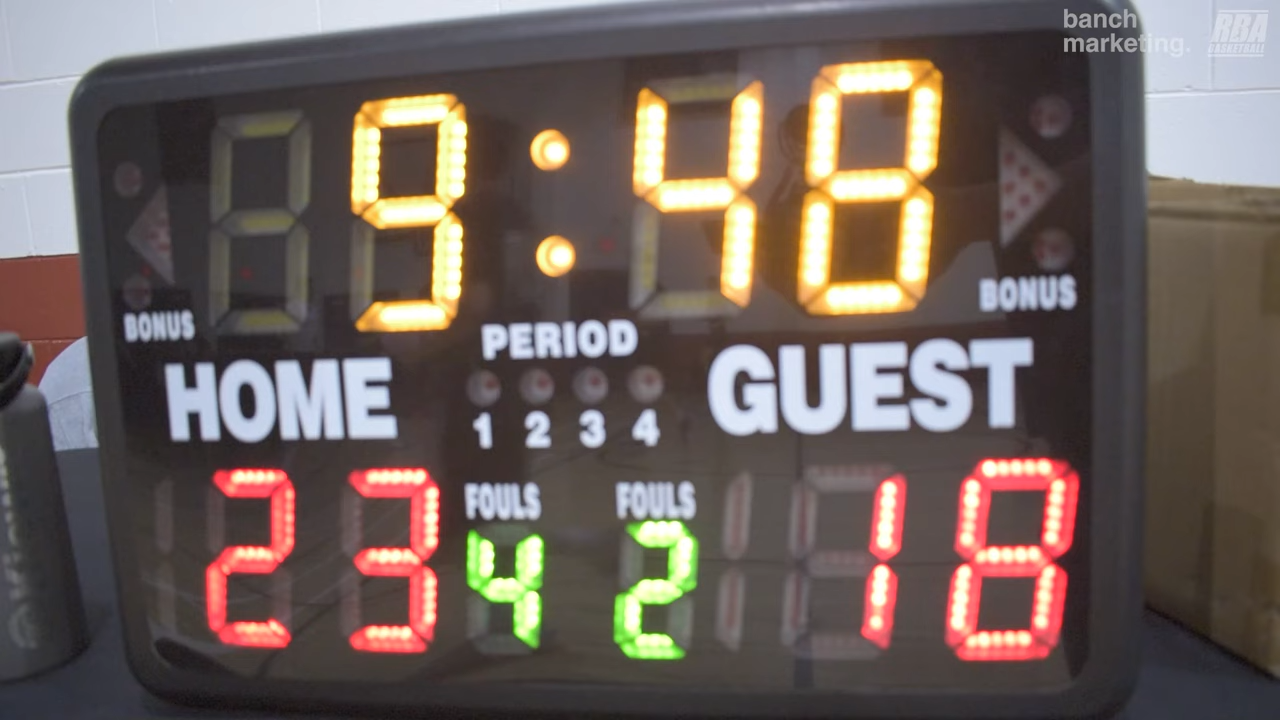 banch
marketing.
RBA
BASKETBALL
9:48
BONUS
BONUS
PERIOD
HOME
GUEST
1 2 3 4
FOULS
FOULS
23
4
2
18